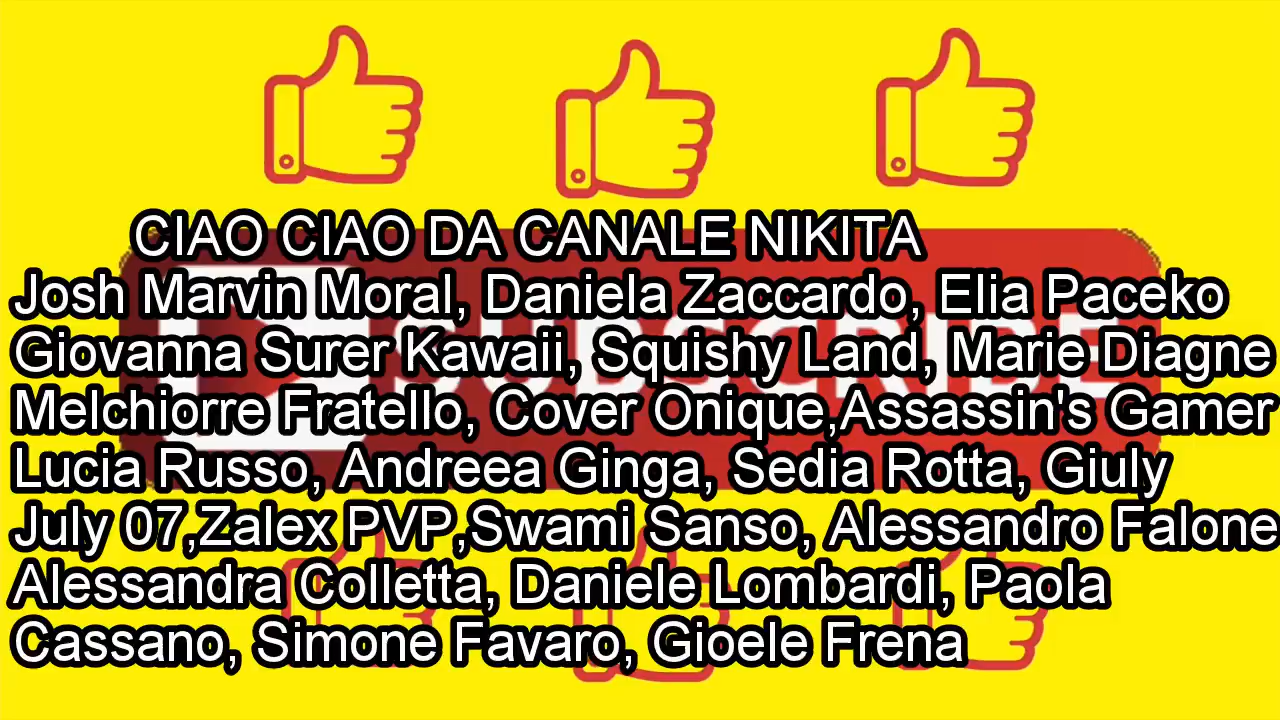 CIAO CIAO DA CANALE NIKITA
Josh Marvin Moral, Daniela Zaccardo, Elia Paceko
Giovanna Surer Kawaii, Squishy Land, Marie Diagne
Melchiorre Fratello, Cover Onique,Assassin's Gamer
Lucia Russo, Andreea Ginga, Sedia Rotta, Giuly
July 07,Zalex PVP,Swami Sanso, Alessandro Falone
Alessandra Colletta, Daniele Lombardi, Paola
Cassano, Simone Favaro, Gioele Frena
SUBSCRIBE